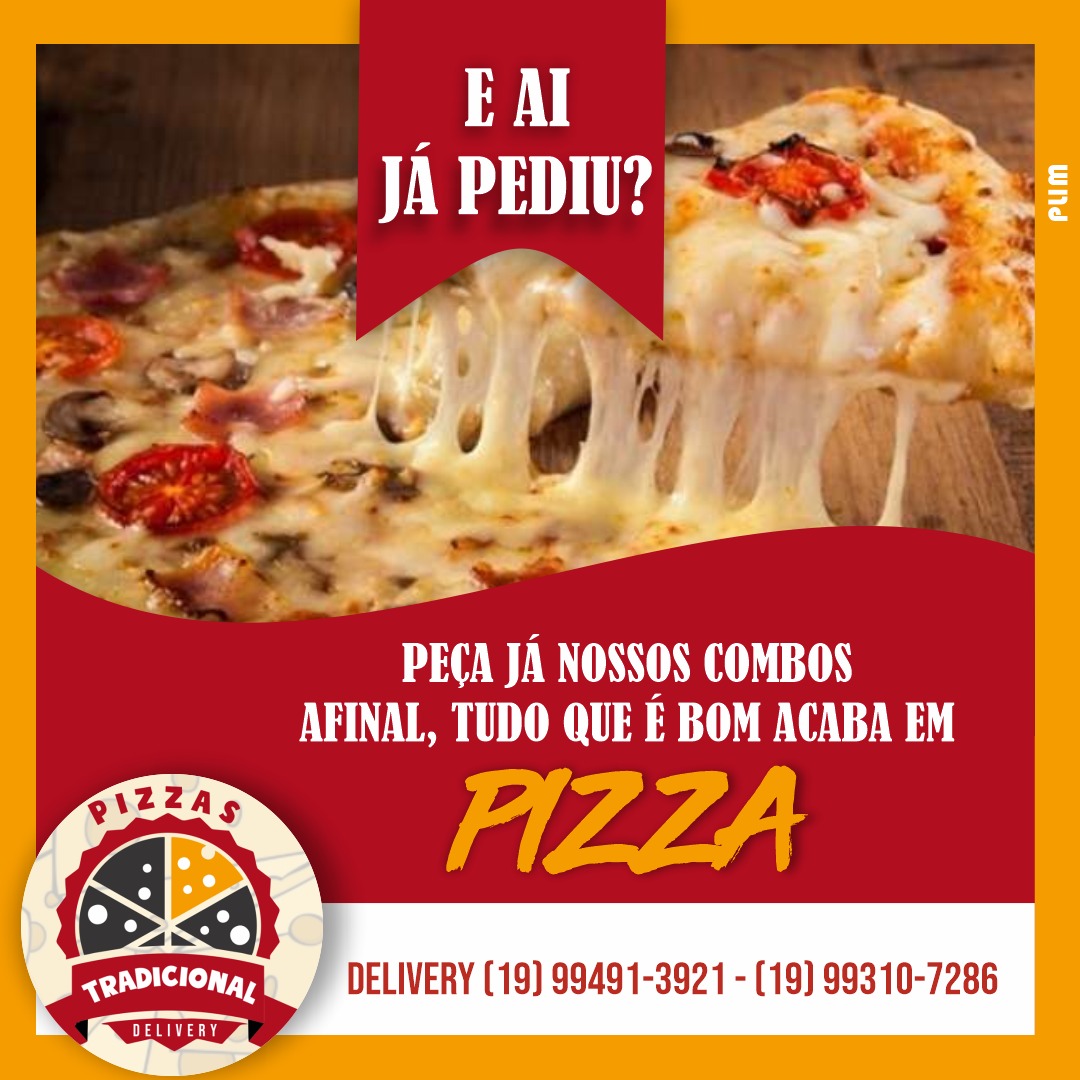 E AI
JÁ PEDIU?
PLIM
PEÇA JÁ NOSSOS COMBOS
AFINAL, TUDO QUE É BOM ACABA EM
PIZZA
PIZZAS
TRADICIONAL
DELIVERY
DELIVERY (19) 99491-3921 - (19) 99310-7286